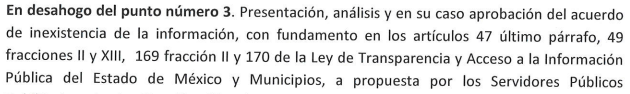 En desahogo del punto número 3. Presentación, análisis y en su caso aprobación del acuerdo
de inexistencia de la información, con fundamento en los artículos 47 último párrafo, 49
fracciones II y XIII, 169 fracción II y 170 de la Ley de Transparencia y Acceso a la Información
Pública del Estado de México y Municipios, a propuesta por los Servidores Públicos